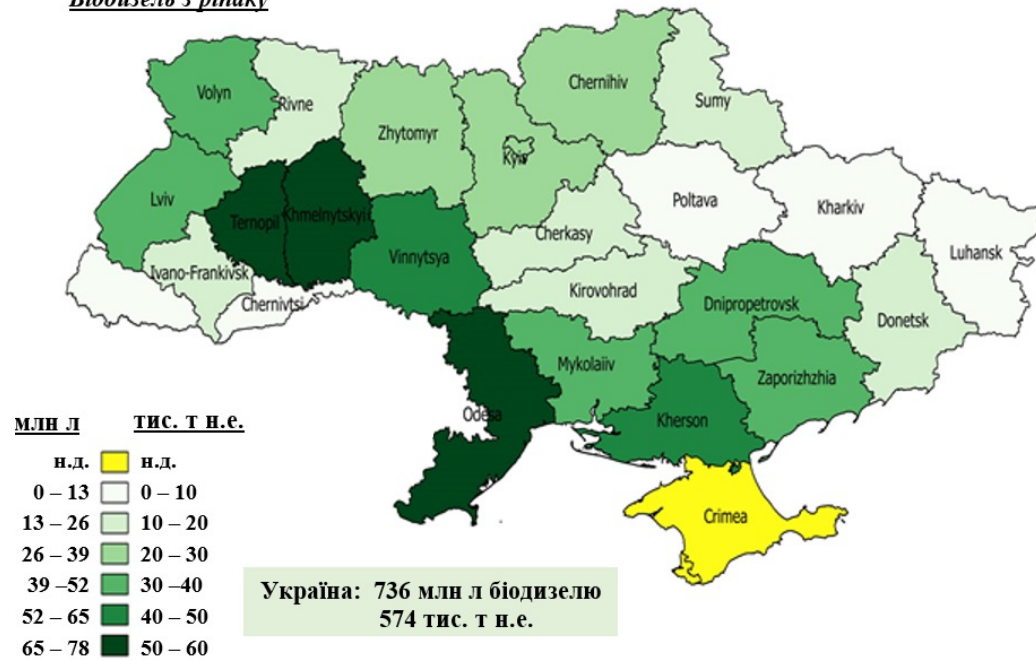 Біодизель з ріпаку
Chernihiv
Volyn
Sumy
Rivne
Zhytomyr
Kyiv
Lviv
Poltava
Kharkiv
Ternopil
Khmelnytskyi
Cherkasy
Luhansk
Vinnytsya
Ivano-Frankivsk
Kirovohrad
Chernivtsi
Dnipropetrovsk
Donetsk
Mykolaiiv
Zaporizhzhia
Odesa
Kherson
Crimea
млн л тис. т н.е.
н.д. н.д.
0 – 13 0 – 10
13 – 26 10 – 20
26 – 39 20 – 30
39 –52 30 –40
52 – 65 40 – 50
65 – 78 50 – 60
Україна: 736 млн л біодизелю
574 тис. т н.е.